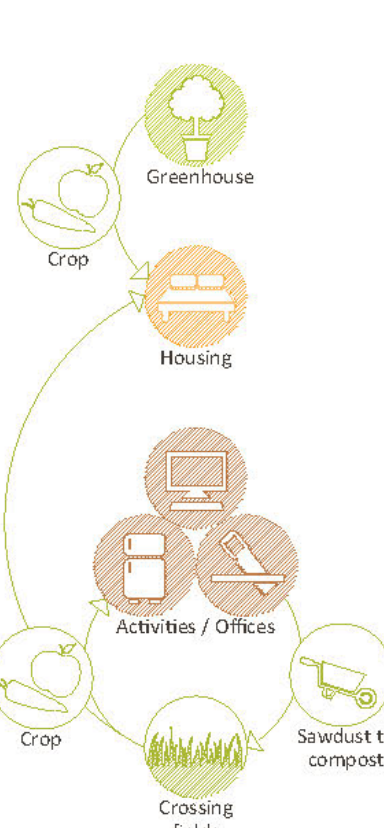 Greenhouse
Crop
Housing
Activities / Offices
Crop
Sawdust
compost
Crossing